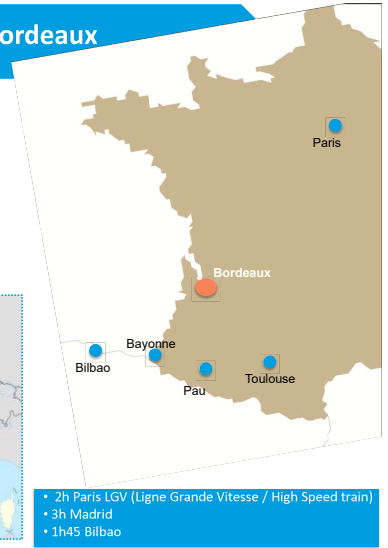 ordeaux
Paris
Bordeaux
Bayonne
Bilbao
Toulouse
Pau
• 2h Paris LGV (Ligne Grande Vitesse / High Speed train)
• 3h Madrid
• 1h45 Bilbao